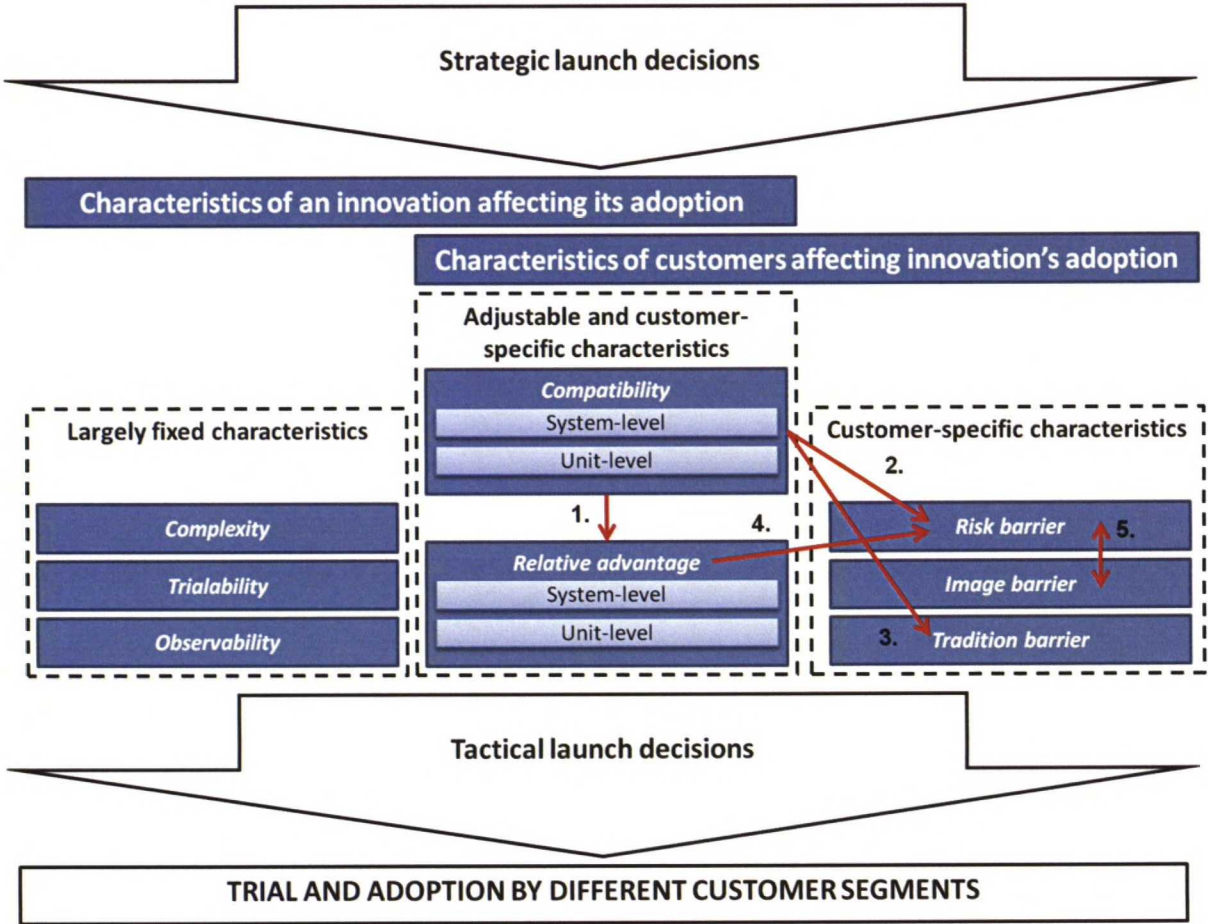 Strategic launch decisions
Characteristics of an innovation affecting its adoption
Characteristics of customers affecting innovation's adoption
Adjustable and customer-
specific characteristics
Compatibility
System-level
Unit-level
Largely fixed characteristics
Customer-specific characteristics
2.
1.
4.
Complexity
Trialability
Observability
Relative advantage
System-level
Unit-level
Risk barrier
5.
Image barrier
3.
Tradition barrier
Tactical launch decisions
TRIAL AND ADOPTION BY DIFFERENT CUSTOMER SEGMENTS